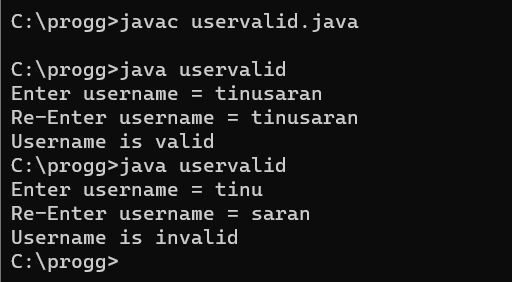 C:\progg>javac uservalid.java
C:\progg>java uservalid
Enter username = tinusaran
Re-Enter username = tinusaran
Username is valid
C:\progg>java uservalid
Enter username = tinu
Re-Enter username = saran
Username is invalid
C:\progg>